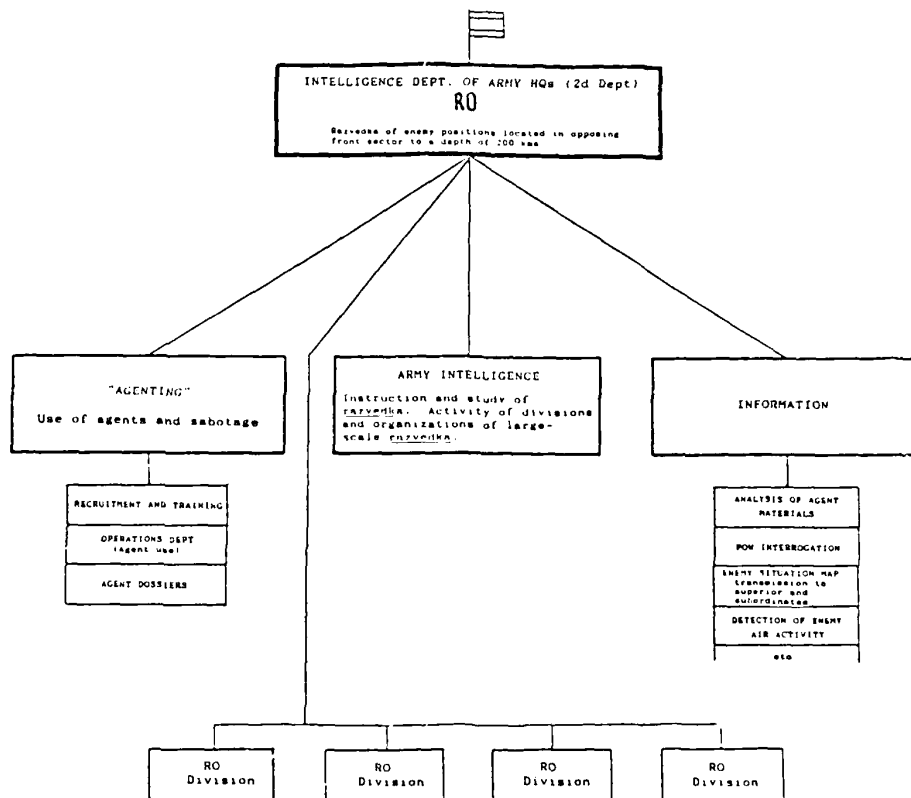 INTELLIGENCE DEPT. OF ARMY HQs (2d Dept)
RO
Razvedka of enemy positions located in opposing
front sector to a depth of 200 kms
"AGENTING"
Use of agents and sabotage
RECRUITMENT AND TRAINING
OPERATIONS DEPT
(agent use)
AGENT DOSSIERS
ARMY INTELLIGENCE
Instruction and study of
razvedka. Activity of divisions
and organizations of large-
scale razvedka.
INFORMATION
ANALYSIS OF AGENT
MATERIALS
POW INTERROGATION
ENEMY SITUATION MAP
transmission to
superior and
subordinates
DETECTION OF ENEMY
AIR ACTIVITY
etc
RO
Division
RO
Division
RO
Division
RO
Division